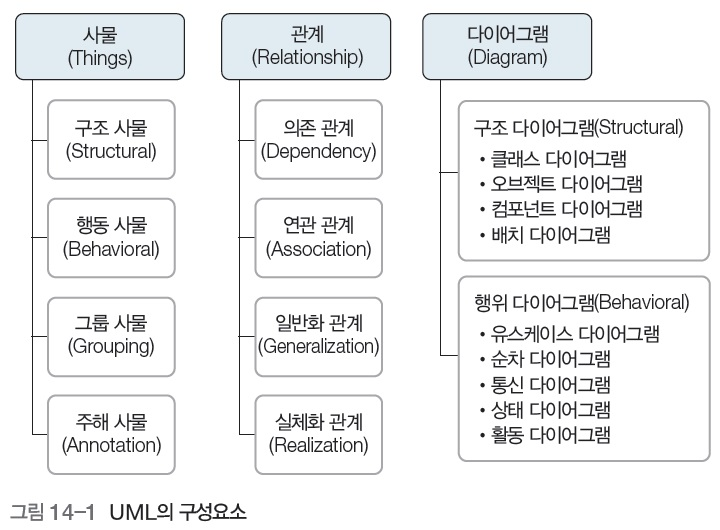 사물
(Things)
구조 사물
(Structural)
행동 사물
(Behavioral)
그룹 사물
(Grouping)
주해 사물
(Annotation)
관계
(Relationship)
의존 관계
(Dependency)
연관 관계
(Association)
일반화 관계
(Generalization)
실체화 관계
(Realization)
다이어그램
(Diagram)
구조 다이어그램(Structural)
• 클래스 다이어그램
• 오브젝트 다이어그램
• 컴포넌트 다이어그램
• 배치 다이어그램
행위 다이어그램(Behavioral)
• 유스케이스 다이어그램
• 순차 다이어그램
• 통신 다이어그램
• 상태 다이어그램
• 활동 다이어그램
그림 14-1 UML의 구성요소